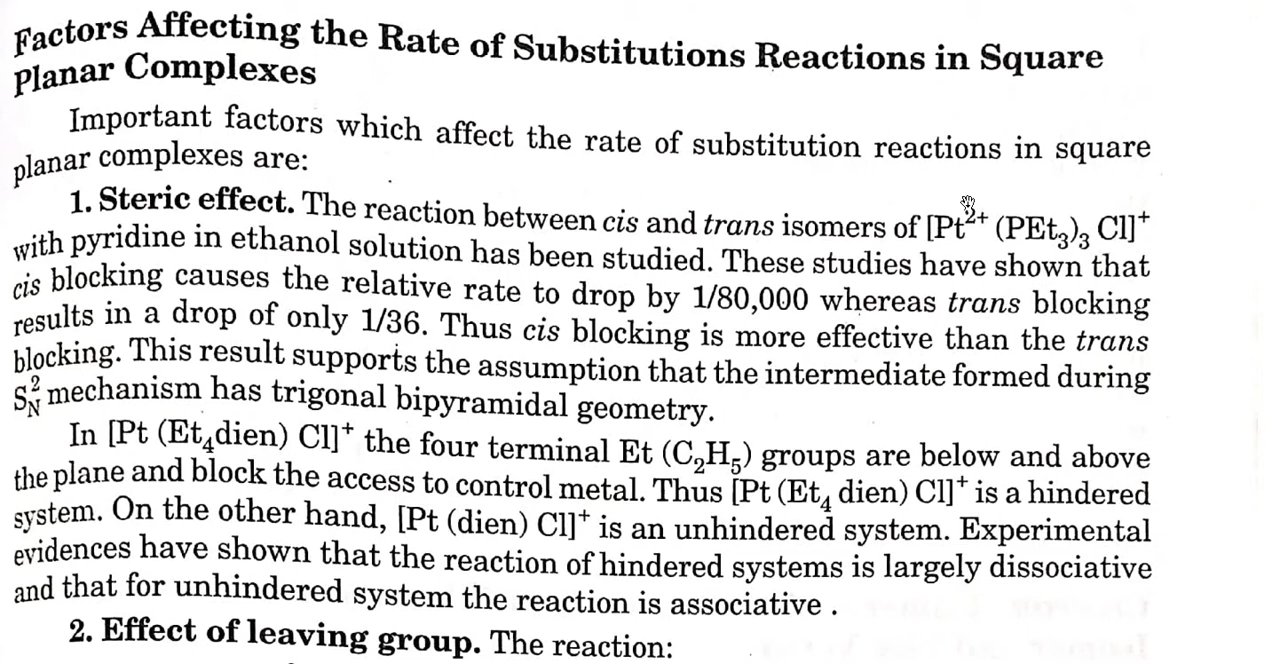 Factors Affecting the Rate of Substitutions Reactions in Square
Planar Complexes
Important factors which affect the rate of substitution reactions in square
planar complexes are:
1. Steric effect. The reaction between cis and trans isomers of [Pt²⁺ (PEt₃)₃ Cl]⁺
with pyridine in ethanol solution has been studied. These studies have shown that
cis blocking causes the relative rate to drop by 1/80,000 whereas trans blocking
results in a drop of only 1/36. Thus cis blocking is more effective than the trans
blocking. This result supports the assumption that the intermediate formed during
S²_N mechanism has trigonal bipyramidal geometry.
In [Pt (Et₄dien) Cl]⁺ the four terminal Et (C₂H₅) groups are below and above
the plane and block the access to control metal. Thus [Pt (Et₄ dien) Cl]⁺ is a hindered
system. On the other hand, [Pt (dien) Cl]⁺ is an unhindered system. Experimental
evidences have shown that the reaction of hindered systems is largely dissociative
and that for unhindered system the reaction is associative .
2. Effect of leaving group. The reaction: